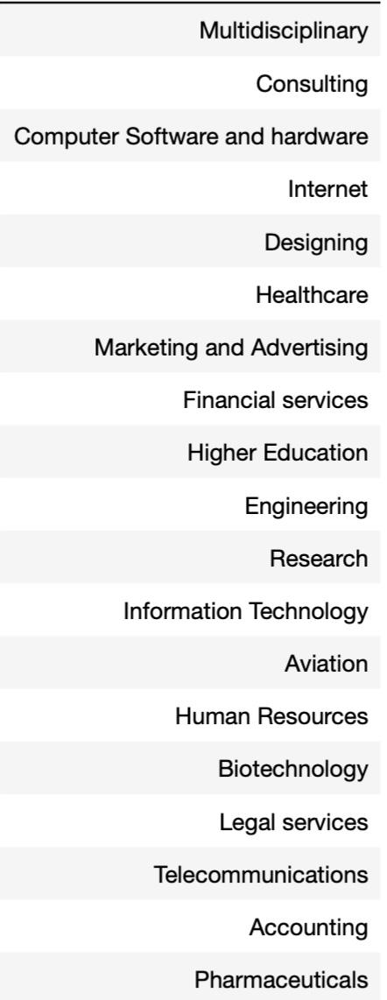 Multidisciplinary
Consulting
Computer Software and hardware
Internet
Designing
Healthcare
Marketing and Advertising
Financial services
Higher Education
Engineering
Research
Information Technology
Aviation
Human Resources
Biotechnology
Legal services
Telecommunications
Accounting
Pharmaceuticals